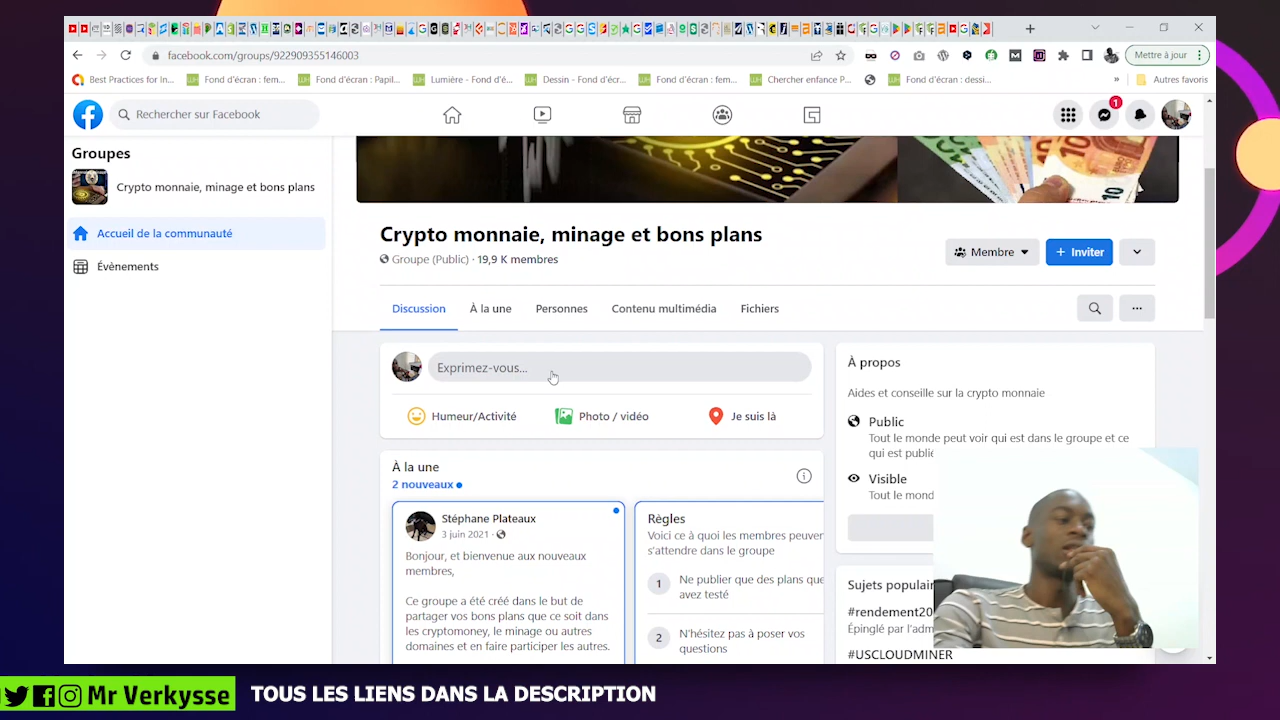 facebook.com/groups/922909355146003
Mettre à jour
Best Practices for In...
Fond d'écran : fem...
Fond d'écran : Papil...
Lumière - Fond d'é...
Dessin - Fond d'écr...
Fond d'écran : fem...
Chercher enfance P...
Fond d'écran : dessi...
»
Autres favoris
Rechercher sur Facebook
1
Groupes
Crypto monnaie, minage et bons plans
Accueil de la communauté
Évènements
10
Crypto monnaie, minage et bons plans
Groupe (Public) · 19,9 K membres
Membre
+ Inviter
Discussion
À la une
Personnes
Contenu multimédia
Fichiers
Exprimez-vous...
Humeur/Activité
Photo / vidéo
Je suis là
À la une
2 nouveaux
Stéphane Plateaux
3 juin 2021 ·
Bonjour, et bienvenue aux nouveaux
membres,
Ce groupe a été créé dans le but de
partager vos bons plans que ce soit dans
les cryptomoney, le minage ou autres
domaines et en faire participer les autres.
Règles
Voici ce à quoi les membres peuven
s'attendre dans le groupe
1
Ne publier que des plans que
avez testé
2
N'hésitez pas à poser vos
questions
À propos
Aides et conseille sur la crypto monnaie
Public
Tout le monde peut voir qui est dans le groupe et ce
qui est publié
Visible
Tout le mond
Sujets populair
#rendement20
Épinglé par l'adm
#USCLOUDMINER
Mr Verkysse
TOUS LES LIENS DANS LA DESCRIPTION